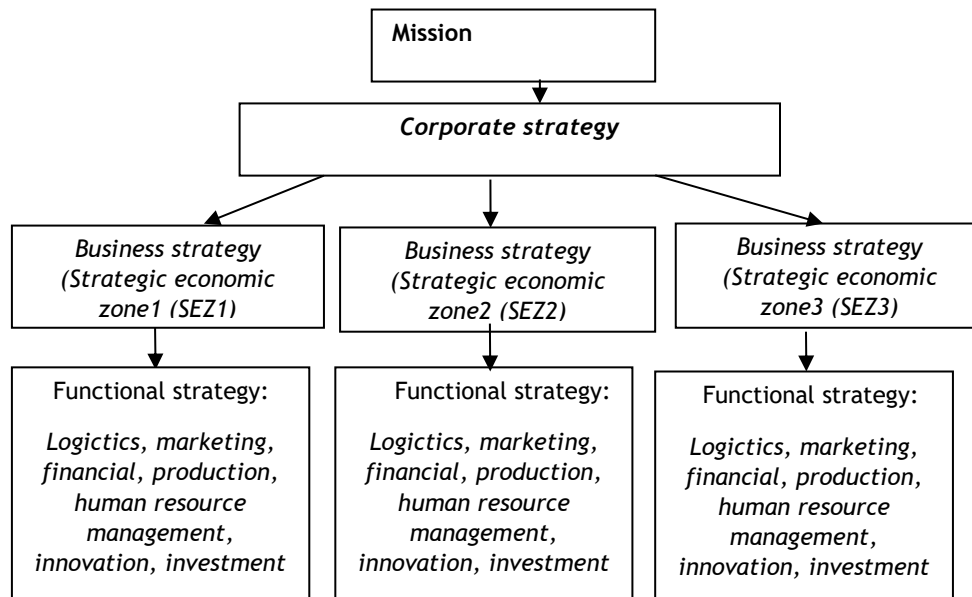 Mission
Corporate strategy
Business strategy
(Strategic economic
zone1 (SEZ1)
Business strategy
(Strategic economic
zone2 (SEZ2)
Business strategy
(Strategic economic
zone3 (SEZ3)
Functional strategy:
Logictics, marketing,
financial, production,
human resource
management,
innovation, investment
Functional strategy:
Logictics, marketing,
financial, production,
human resource
management,
innovation, investment
Functional strategy:
Logictics, marketing,
financial, production,
human resource
management,
innovation, investment